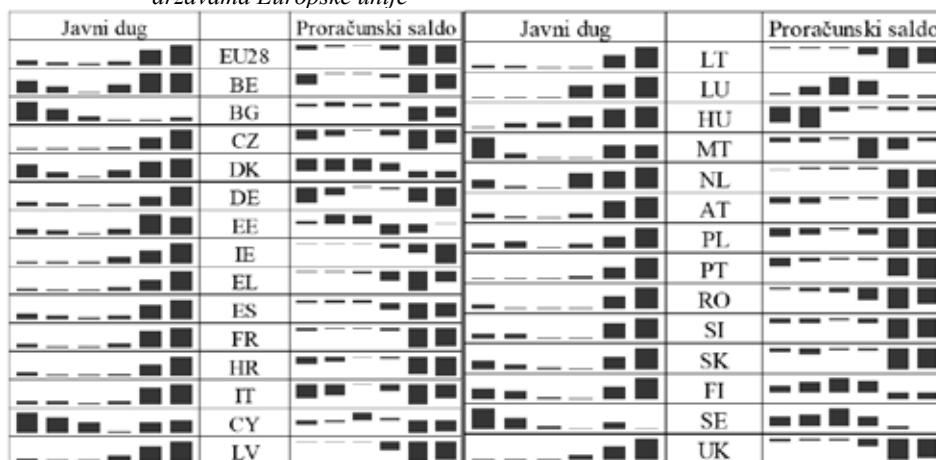 državama Europske unije
Javni dug Proračunski saldo Javni dug Proračunski saldo
EU28 LT
BE LU
BG HU
CZ MT
DK NL
DE AT
EE PL
IE PT
EL RO
ES SI
FR SK
HR FI
IT SE
CY UK
LV